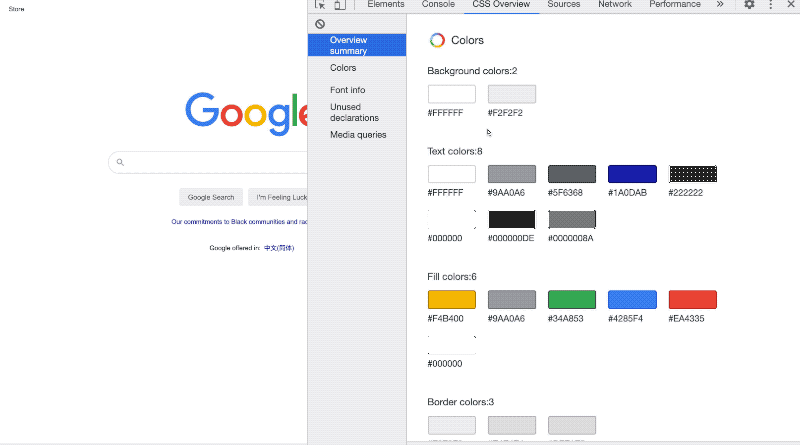 Store
Google
Google Search
I'm Feeling Luck
Our commitments to Black communities and rac
Google offered in: 中文(简体)
Elements Console CSS Overview Sources Network Performance »
Overview
summary
Colors
Font info
Unused
declarations
Media queries
Colors
Background colors:2
#FFFFFF #F2F2F2
Text colors:8
#FFFFFF #9AA0A6 #5F6368 #1A0DAB #222222
#000000 #000000DE #0000008A
Fill colors:6
#F4B400 #9AA0A6 #34A853 #4285F4 #EA4335
#000000
Border colors:3